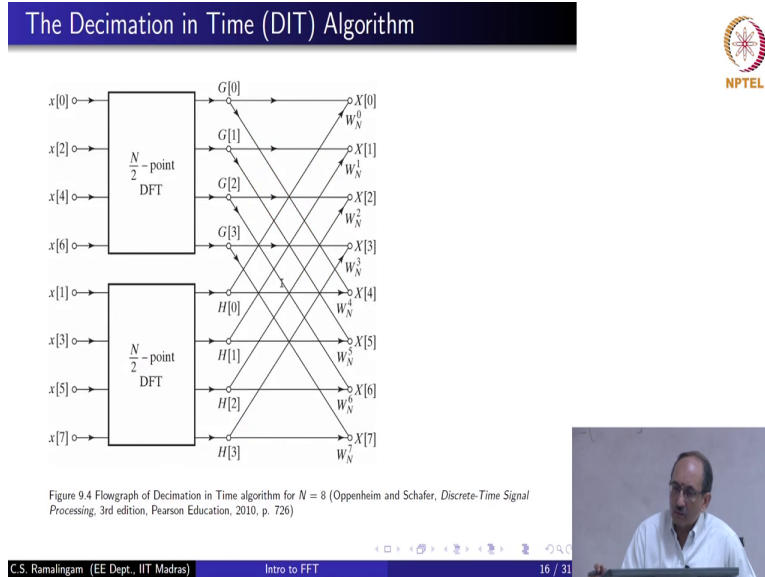 The Decimation in Time (DIT) Algorithm
NPTEL
x[0]
x[2]
x[4]
x[6]
x[1]
x[3]
x[5]
x[7]
N/2 – point
DFT
N/2 – point
DFT
G[0]
G[1]
G[2]
G[3]
H[0]
H[1]
H[2]
H[3]
X[0]
W_N^0
X[1]
W_N^1
X[2]
W_N^2
X[3]
W_N^3
X[4]
W_N^4
X[5]
W_N^5
X[6]
W_N^6
X[7]
W_N^7
Figure 9.4 Flowgraph of Decimation in Time algorithm for N = 8 (Oppenheim and Schafer, Discrete-Time Signal
Processing, 3rd edition, Pearson Education, 2010, p. 726)
C.S. Ramalingam (EE Dept., IIT Madras) Intro to FFT 16 / 31